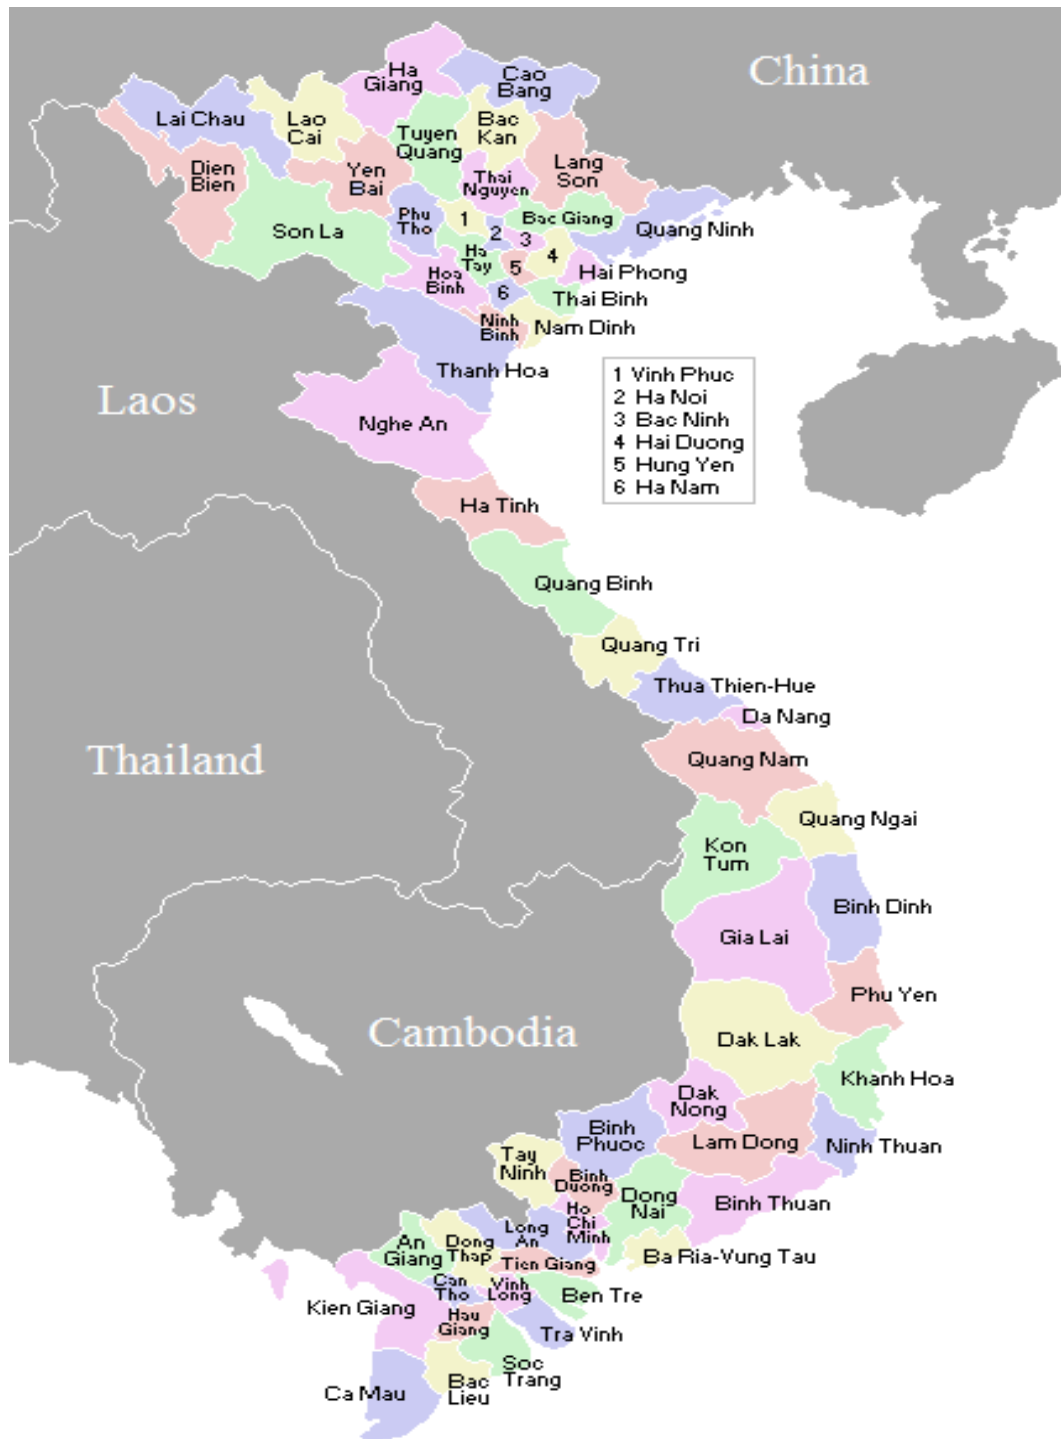 China
Ha
Giang
Cao
Bang
Lai Chau
Lao
Cai
Tuyen
Quang
Bac
Kan
Dien
Bien
Yen
Bai
Thai
Nguyen
Lang
Son
Son La
Phu
Tho
1
2
3
4
5
6
Bac Giang
Quang Ninh
Ha
Tay
Hoa
Binh
Hai Phong
Thai Binh
Ninh
Binh
Nam Dinh
Thanh Hoa
1 Vinh Phuc
2 Ha Noi
3 Bac Ninh
4 Hai Duong
5 Hung Yen
6 Ha Nam
Laos
Nghe An
Ha Tinh
Quang Binh
Quang Tri
Thua Thien-Hue
Da Nang
Thailand
Quang Nam
Quang Ngai
Kon
Tum
Binh Dinh
Gia Lai
Phu Yen
Cambodia
Dak Lak
Khanh Hoa
Dak
Nong
Binh
Phuoc
Lam Dong
Ninh Thuan
Tay
Ninh
Binh
Duong
Dong
Nai
Binh Thuan
Ho
Chi
Minh
Long
An
An
Giang
Dong
Thap
Tien Giang
Ba Ria-Vung Tau
Can
Tho
Vinh
Long
Ben Tre
Kien Giang
Hau
Giang
Tra Vinh
Soc
Trang
Ca Mau
Bac
Lieu